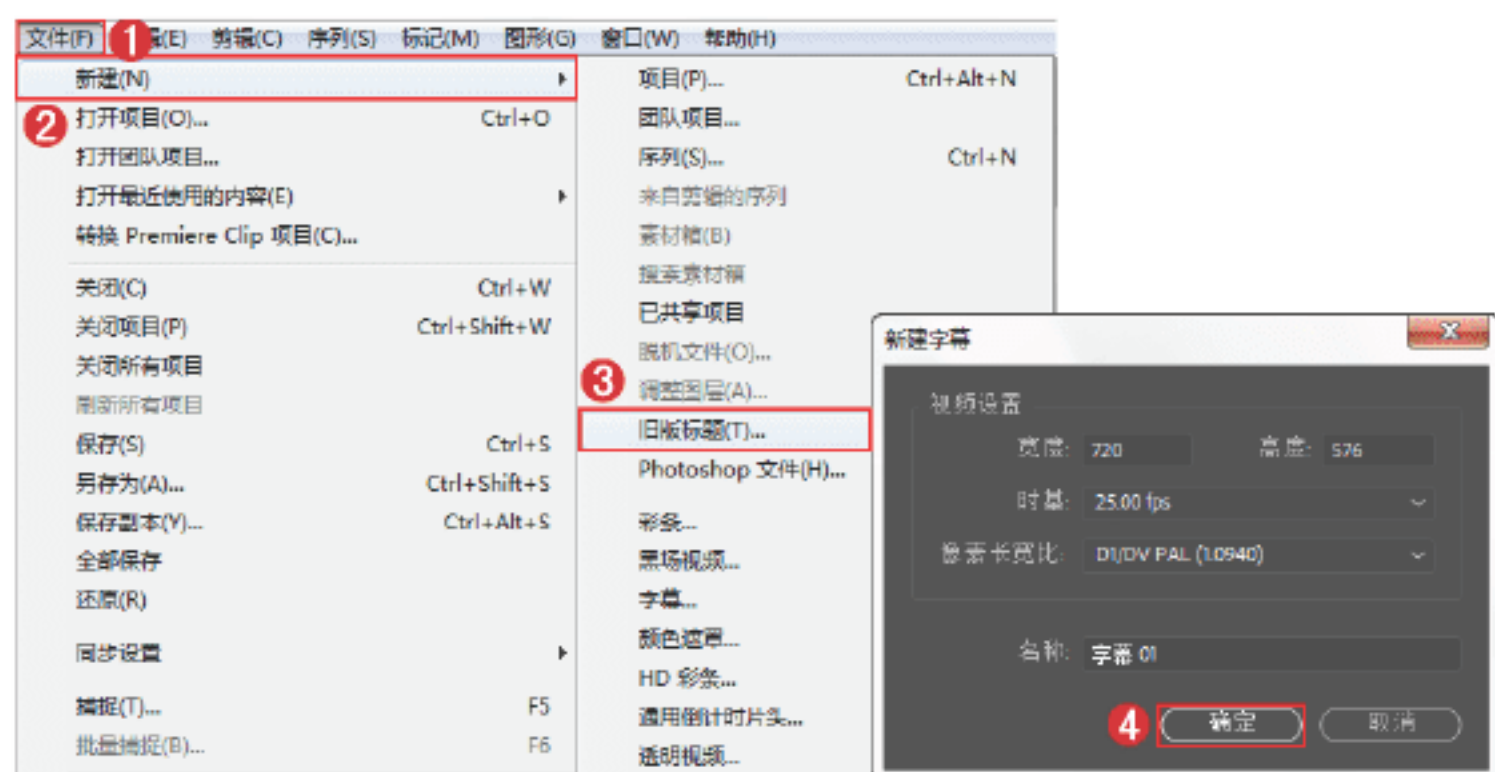 文件(F) 1 辑(E) 剪辑(C) 序列(S) 标记(M) 图形(G) 窗口(W) 帮助(H)
新建(N)
2 打开项目(O)... Ctrl+O
打开团队项目...
打开最近使用的内容(E)
转换 Premiere Clip 项目(C)...
关闭(C) Ctrl+W
关闭项目(P) Ctrl+Shift+W
关闭所有项目
刷新所有项目
保存(S) Ctrl+S
另存为(A)... Ctrl+Shift+S
保存副本(Y)... Ctrl+Alt+S
全部保存
还原(R)
同步设置
捕捉(T)... F5
批量捕捉(B)... F6
项目(P)... Ctrl+Alt+N
团队项目...
序列(S)... Ctrl+N
来自剪辑的序列
素材箱(B)
搜索素材箱
已共享项目
脱机文件(O)...
3 调整图层(A)...
旧版标题(T)...
Photoshop 文件(H)...
彩条...
黑场视频...
字幕...
颜色遮罩...
HD 彩条...
通用倒计时片头...
透明视频...
新建字幕
视频设置
宽度: 720 高度: 576
时基: 25.00 fps
像素长宽比: D1/DV PAL (1.0940)
名称: 字幕 01
4 确定 取消